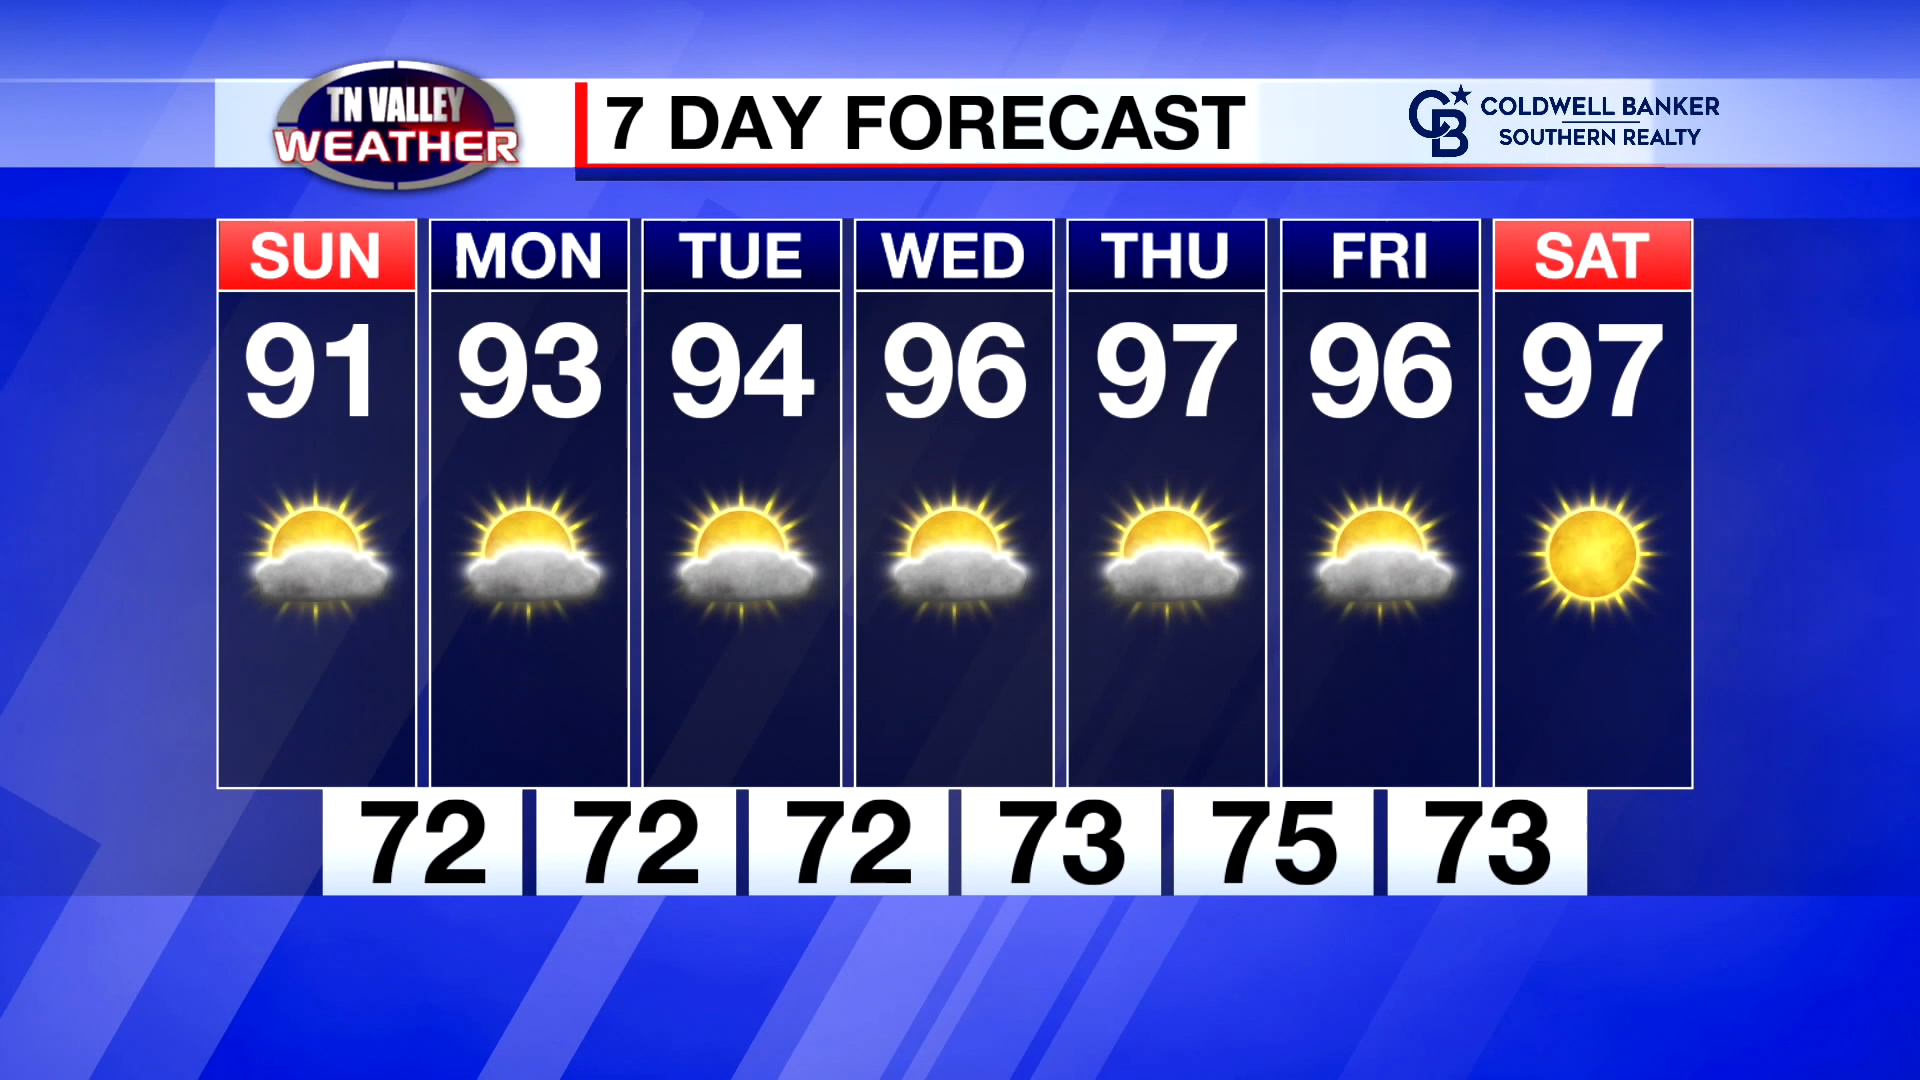 TN VALLEY
WEATHER
7 DAY FORECAST
CB
COLDWELL BANKER
SOUTHERN REALTY
SUN MON TUE WED THU FRI SAT
91 93 94 96 97 96 97
72 72 72 73 75 73